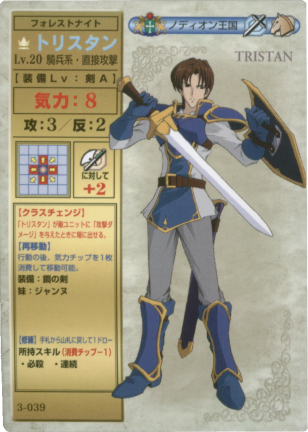 フォレストナイト
トリスタン
Lv.20 騎兵系・直接攻撃
【装備Lv:剣A】
気力:8
攻:3/反:2
に対して
+2
【クラスチェンジ】
「トリスタン」が敵ユニットに「攻撃ダ
メージ」を与えたときに場に出せる。
【再移動】
行動の後、気力チップを1枚
消費して移動可能。
装備:鋼の剣
妹:ジャンヌ
【修練】手札から山札に戻して1ドロー
所持スキル(消費チップ−1)
・必殺 ・連続
3-039
ノディオン王国
TRISTAN